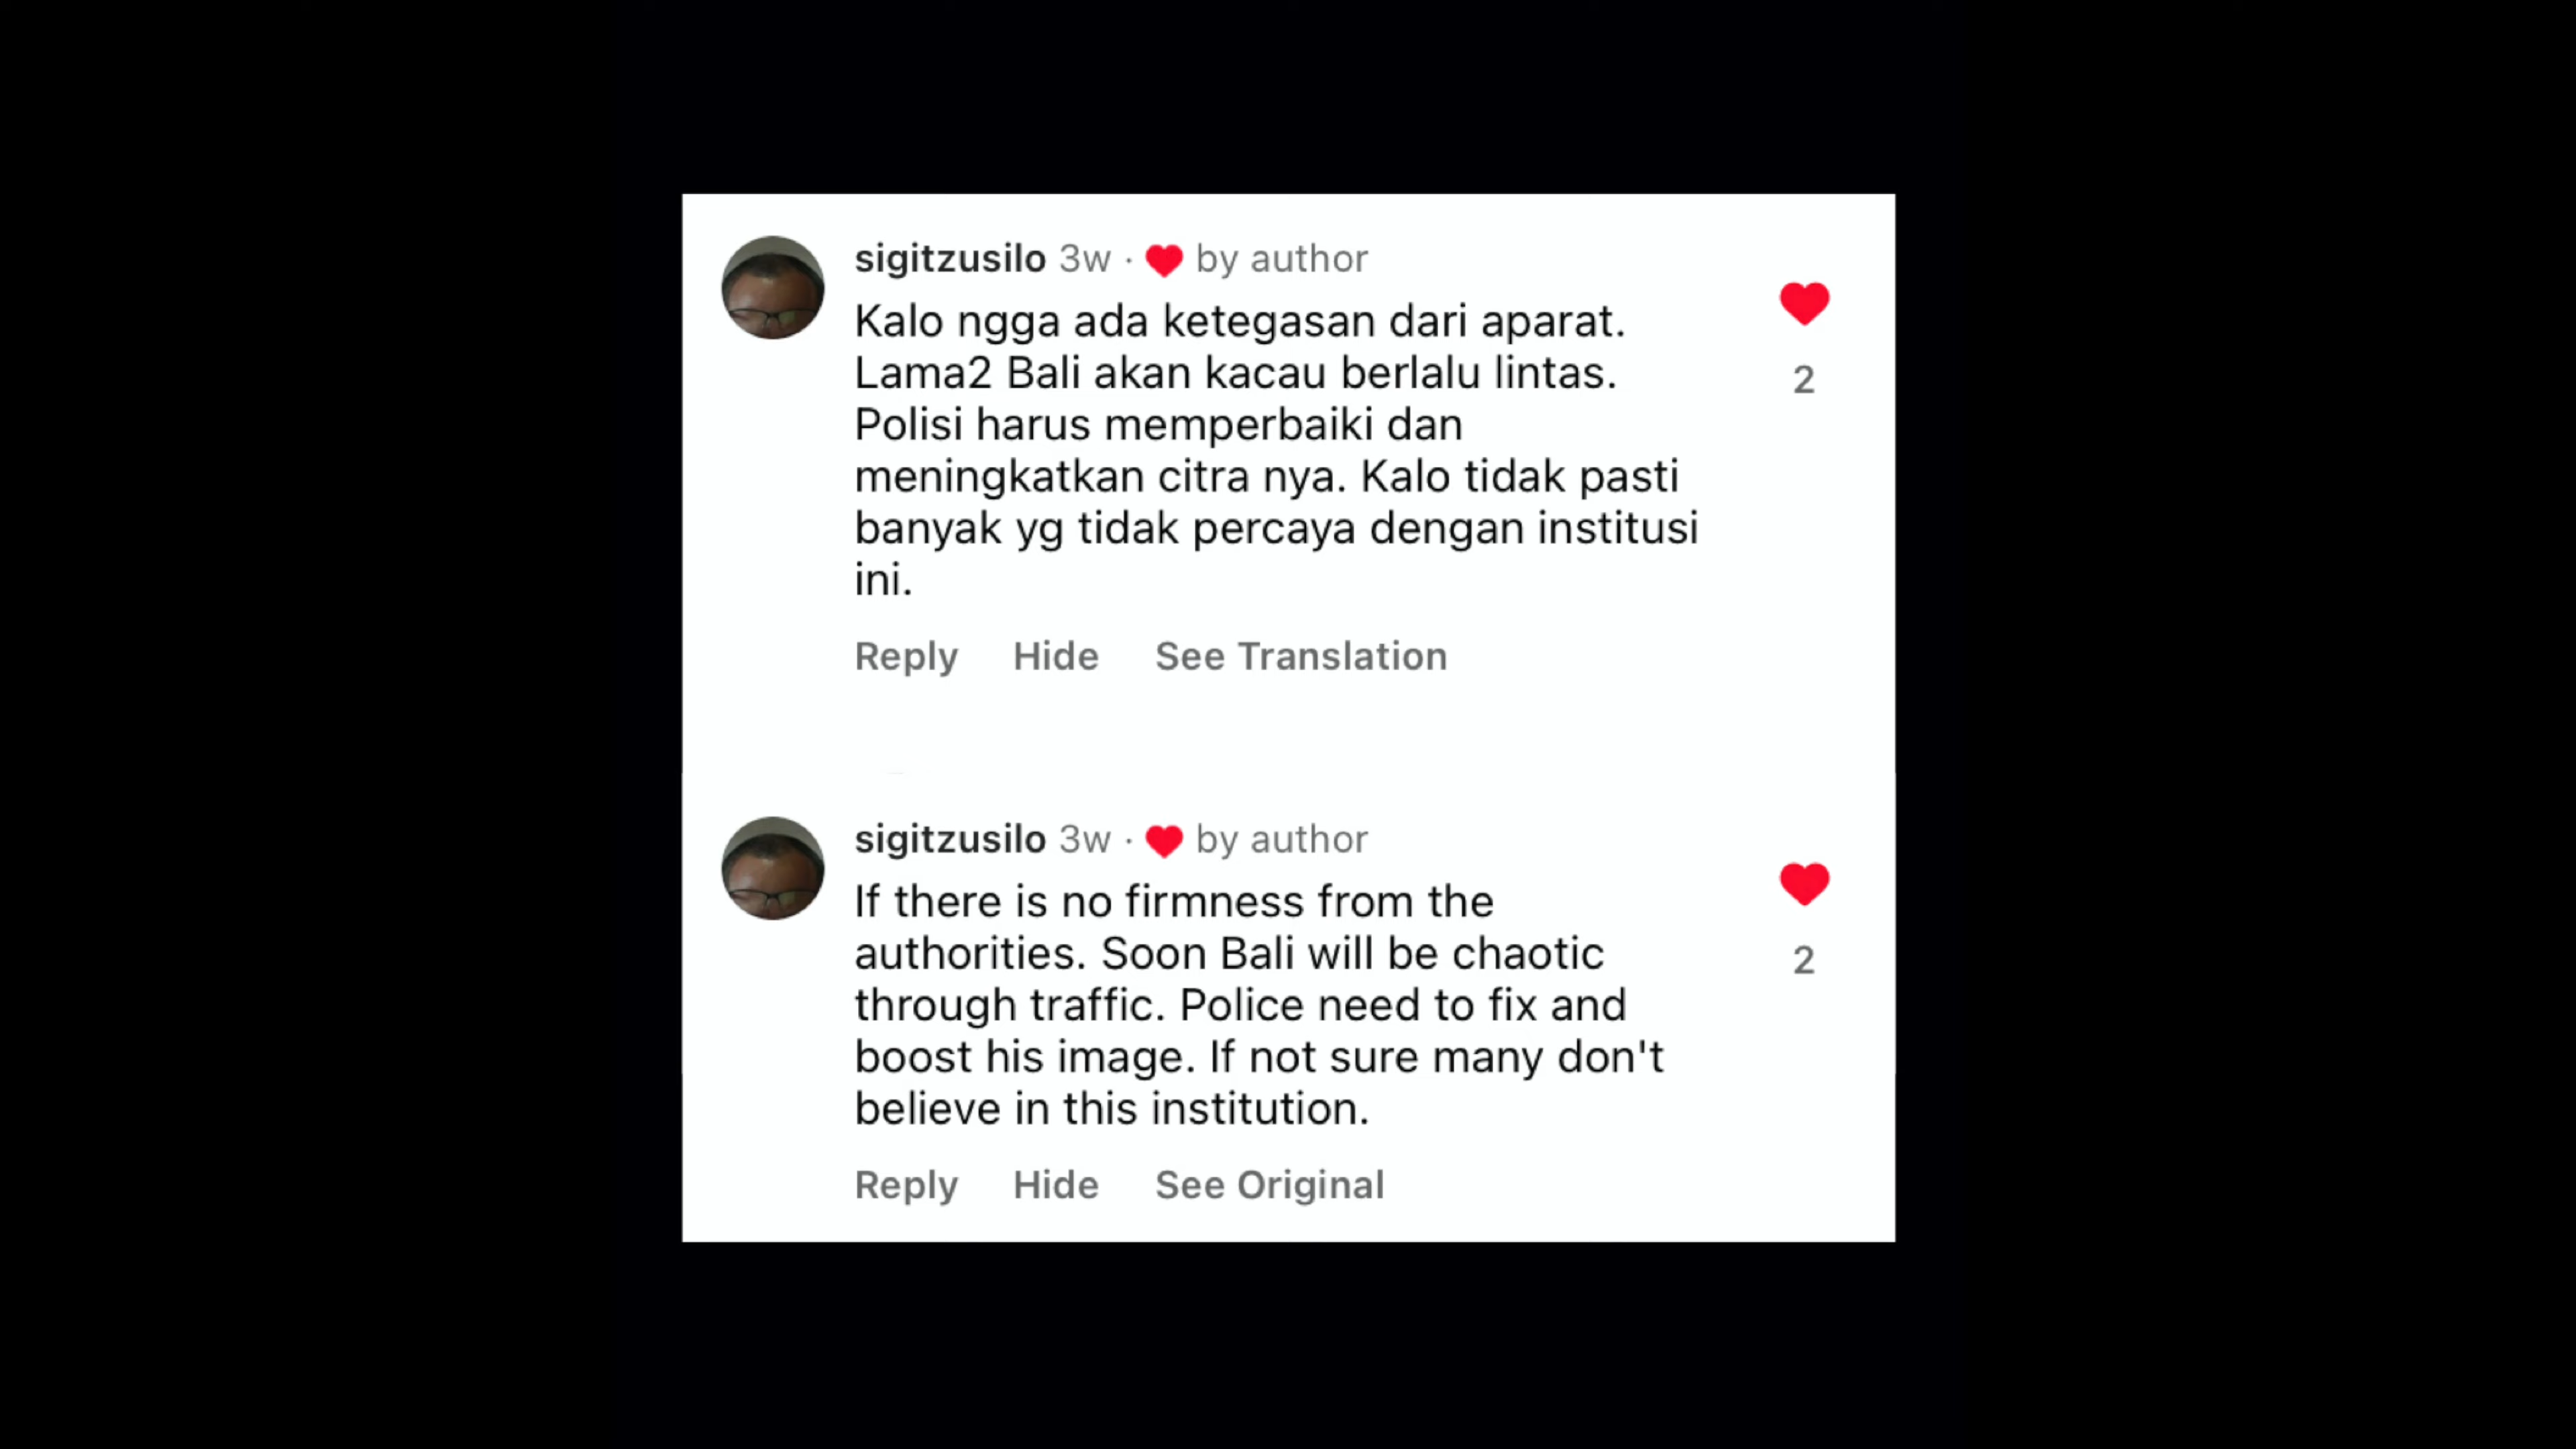 sigitzusilo 3w · ❤ by author
Kalo ngga ada ketegasan dari aparat.
Lama2 Bali akan kacau berlalu lintas.
Polisi harus memperbaiki dan
meningkatkan citra nya. Kalo tidak pasti
banyak yg tidak percaya dengan institusi
ini.
2
Reply Hide See Translation
sigitzusilo 3w · ❤ by author
If there is no firmness from the
authorities. Soon Bali will be chaotic
through traffic. Police need to fix and
boost his image. If not sure many don't
believe in this institution.
2
Reply Hide See Original